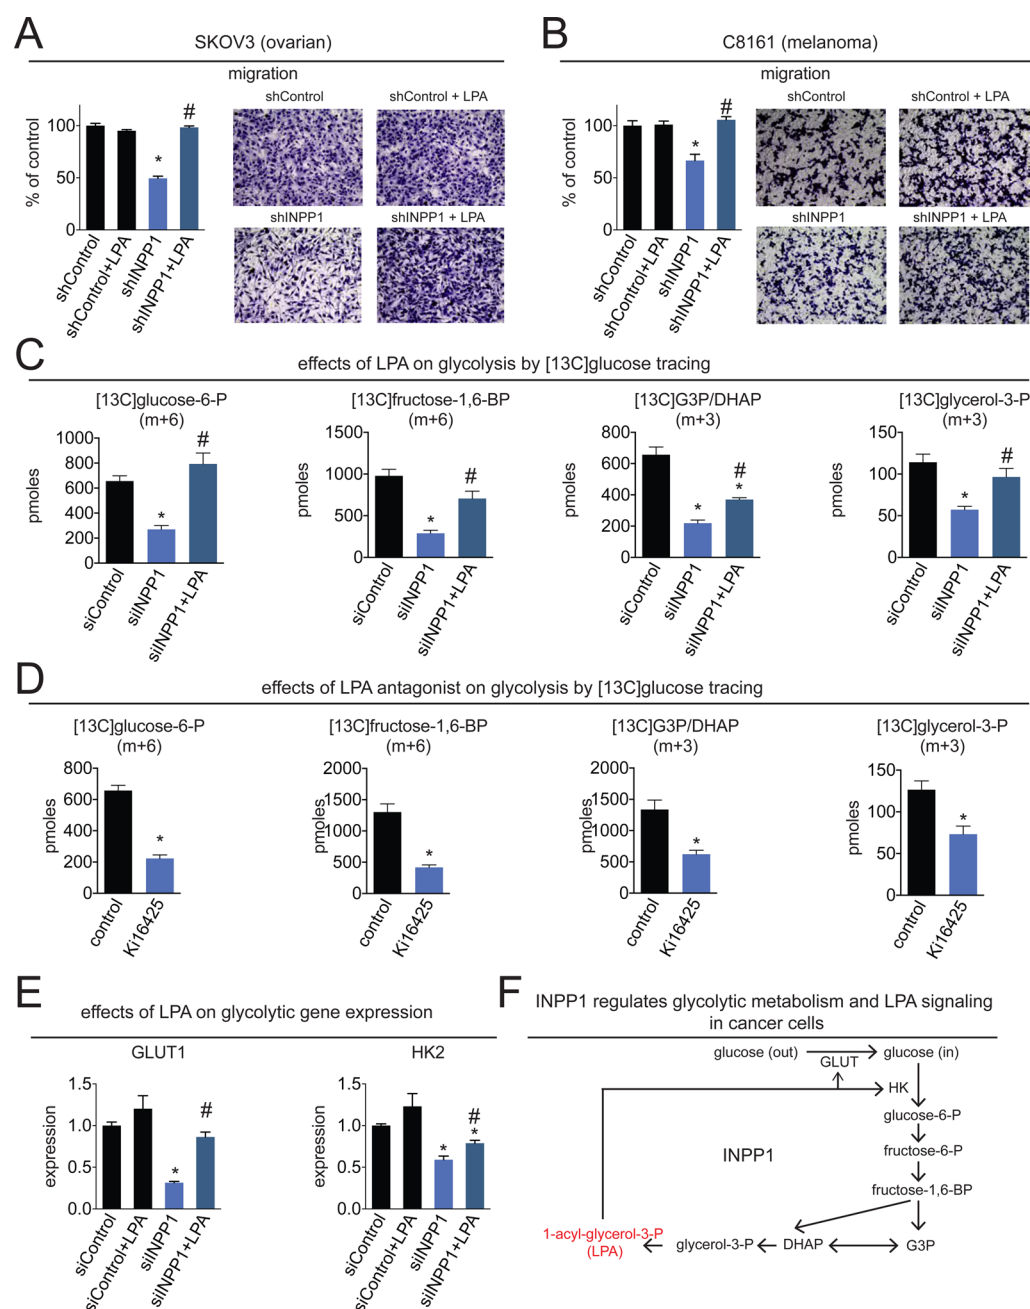 A
SKOV3 (ovarian)
migration
% of control
100
50
0
*
#
shControl
shControl+LPA
shINPP1
shINPP1+LPA
shControl
shControl + LPA
shINPP1
shINPP1 + LPA
B
C8161 (melanoma)
migration
% of control
100
50
0
*
#
shControl
shControl+LPA
shINPP1
shINPP1+LPA
shControl
shControl + LPA
shINPP1
shINPP1 + LPA
C
effects of LPA on glycolysis by [13C]glucose tracing
[13C]glucose-6-P
(m+6)
pmoles
1000
800
600
400
200
0
*
#
siControl
siINPP1
siINPP1+LPA
[13C]fructose-1,6-BP
(m+6)
pmoles
1500
1000
500
0
*
#
siControl
siINPP1
siINPP1+LPA
[13C]G3P/DHAP
(m+3)
pmoles
800
600
400
200
0
*
#
*
siControl
siINPP1
siINPP1+LPA
[13C]glycerol-3-P
(m+3)
pmoles
150
100
50
0
*
#
siControl
siINPP1
siINPP1+LPA
D
effects of LPA antagonist on glycolysis by [13C]glucose tracing
[13C]glucose-6-P
(m+6)
pmoles
800
600
400
200
0
*
control
Ki16425
[13C]fructose-1,6-BP
(m+6)
pmoles
2000
1500
1000
500
0
*
control
Ki16425
[13C]G3P/DHAP
(m+3)
pmoles
2000
1500
1000
500
0
*
control
Ki16425
[13C]glycerol-3-P
(m+3)
pmoles
150
100
50
0
*
control
Ki16425
E
effects of LPA on glycolytic gene expression
GLUT1
expression
1.5
1.0
0.5
0.0
*
#
siControl
siControl+LPA
siINPP1
siINPP1+LPA
HK2
expression
1.5
1.0
0.5
0.0
*
#
*
siControl
siControl+LPA
siINPP1
siINPP1+LPA
F
INPP1 regulates glycolytic metabolism and LPA signaling
in cancer cells
glucose (out)
glucose (in)
GLUT
HK
glucose-6-P
INPP1
fructose-6-P
fructose-1,6-BP
1-acyl-glycerol-3-P
(LPA)
glycerol-3-P
DHAP
G3P